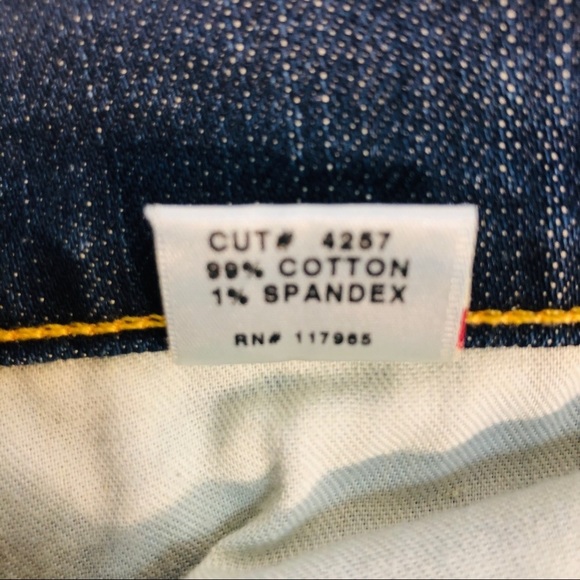 CUT# 4257
99% COTTON
1% SPANDEX
RN# 117965